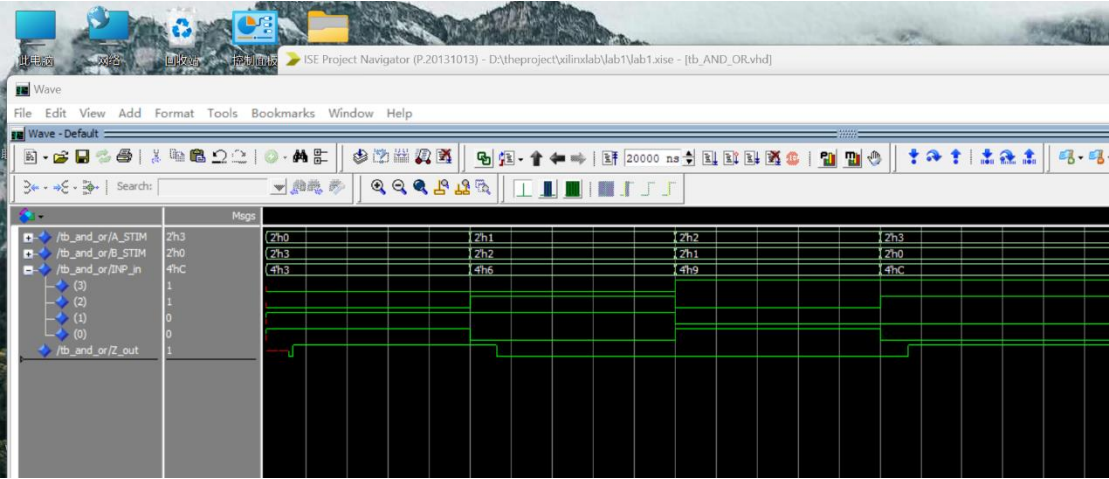 此电脑 网络 回收站 控制面板
ISE Project Navigator (P.20131013) - D:\theproject\xilinxlab\lab1\lab1.xise - [tb_AND_OR.vhd]
Wave
File Edit View Add Format Tools Bookmarks Window Help
Wave - Default
20000 ns
Search:
Msgs
/tb_and_or/A_STIM 2'h3 2'h0 2'h1 2'h2 2'h3
/tb_and_or/B_STIM 2'h0 2'h3 2'h2 2'h1 2'h0
/tb_and_or/INP_in 4'hC 4'h3 4'h6 4'h9 4'hC
(3) 1
(2) 1
(1) 0
(0) 0
/tb_and_or/Z_out 1